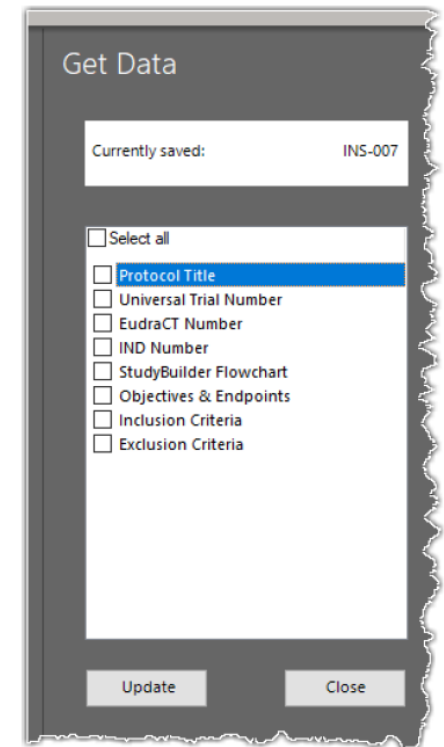 Get Data
Currently saved: INS-007
Select all
Protocol Title
Universal Trial Number
EudraCT Number
IND Number
StudyBuilder Flowchart
Objectives & Endpoints
Inclusion Criteria
Exclusion Criteria
Update Close